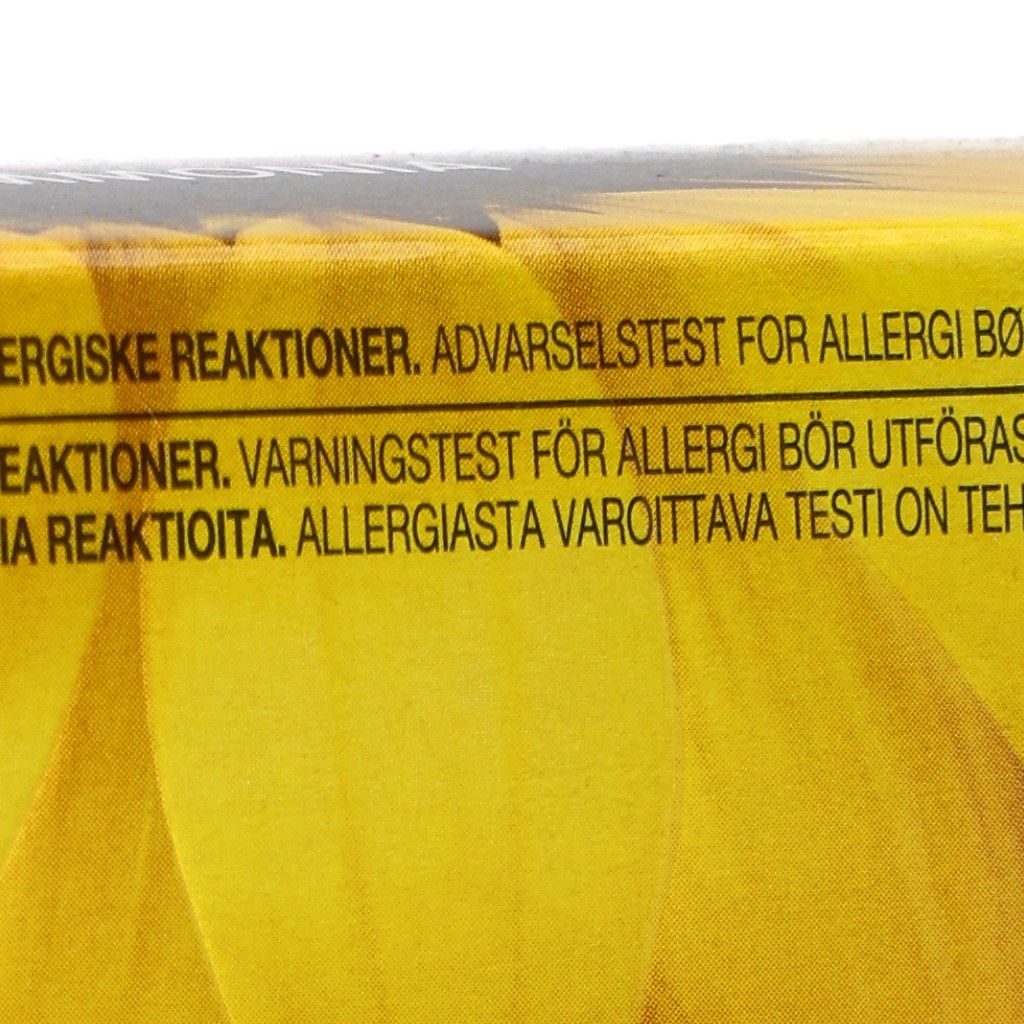 ERGISKE REAKTIONER. ADVARSELSTEST FOR ALLERGI BØ
EAKTIONER. VARNINGSTEST FÖR ALLERGI BÖR UTFÖRAS
IA REAKTIOITA. ALLERGIASTA VAROITTAVA TESTI ON TEH